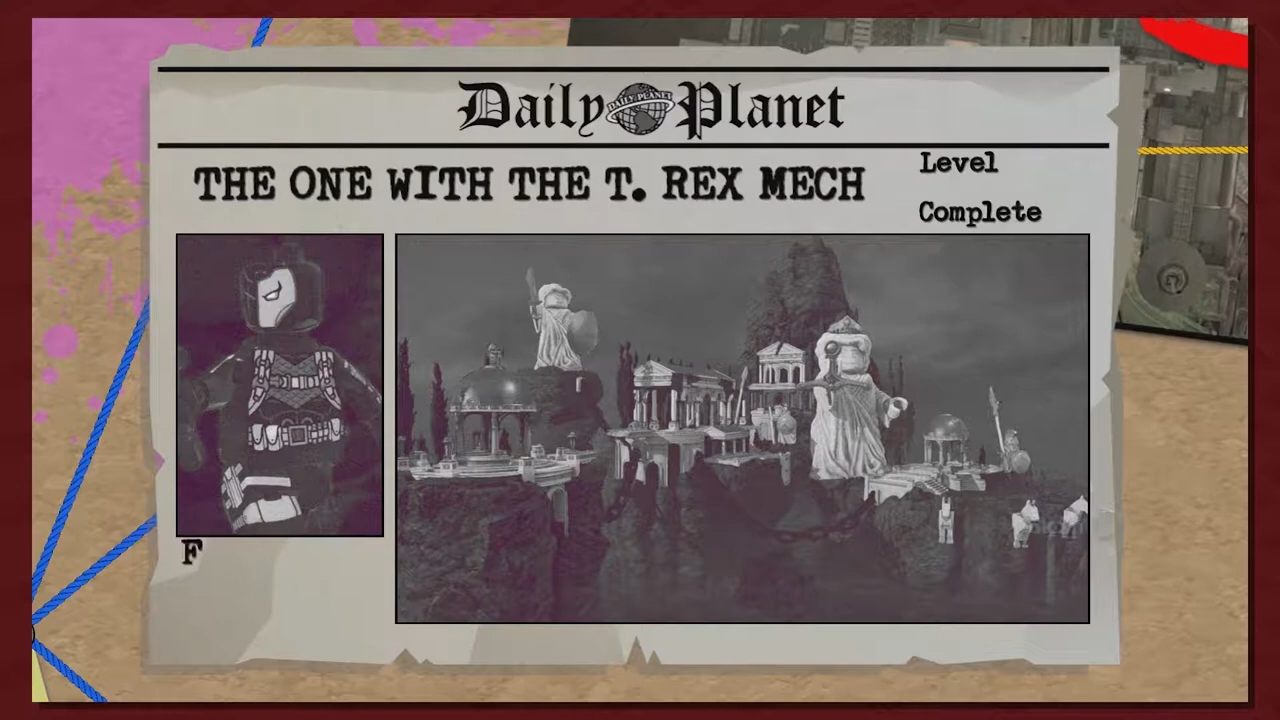 Daily Planet
DAILY PLANET
THE ONE WITH THE T. REX MECH
Level
Complete
F